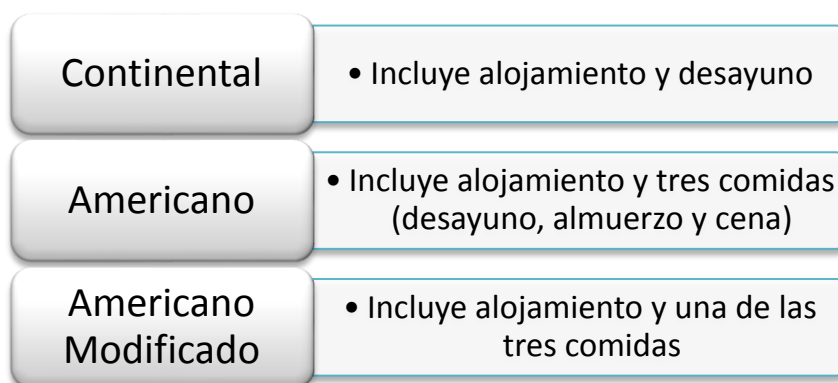 Continental
• Incluye alojamiento y desayuno
Americano
• Incluye alojamiento y tres comidas
(desayuno, almuerzo y cena)
Americano
Modificado
• Incluye alojamiento y una de las
tres comidas